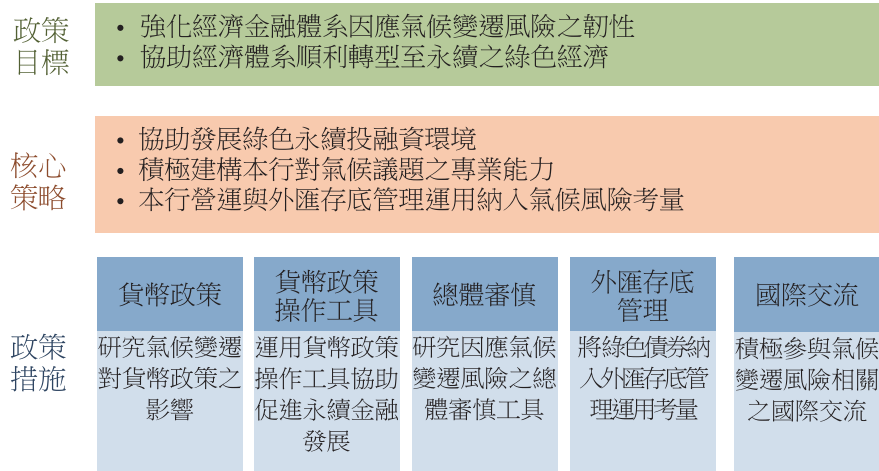 政策
目標
• 強化經濟金融體系因應氣候變遷風險之韌性
• 協助經濟體系順利轉型至永續之綠色經濟
核心
策略
• 協助發展綠色永續投融資環境
• 積極建構本行對氣候議題之專業能力
• 本行營運與外匯存底管理運用納入氣候風險考量
政策
措施
貨幣政策
研究氣候變遷
對貨幣政策之
影響
貨幣政策
操作工具
運用貨幣政策
操作工具協助
促進永續金融
發展
總體審慎
研究因應氣候
變遷風險之總
體審慎工具
外匯存底
管理
將綠色債券納
入外匯存底管
理運用考量
國際交流
積極參與氣候
變遷風險相關
之國際交流